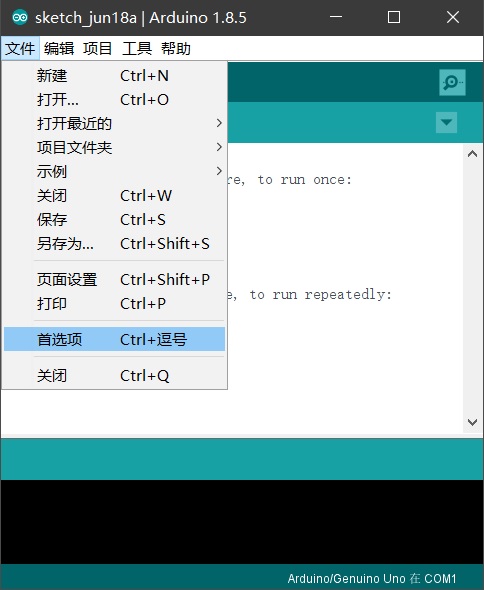 sketch_jun18a | Arduino 1.8.5
文件 编辑 项目 工具 帮助
新建 Ctrl+N
打开... Ctrl+O
打开最近的
项目文件夹
示例
re, to run once:
关闭 Ctrl+W
保存 Ctrl+S
另存为... Ctrl+Shift+S
页面设置 Ctrl+Shift+P
打印 Ctrl+P
e, to run repeatedly:
首选项 Ctrl+逗号
关闭 Ctrl+Q
Arduino/Genuino Uno 在 COM1